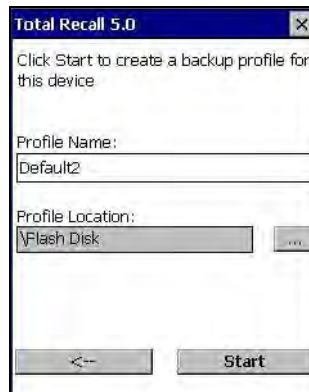 Total Recall 5.0
Click Start to create a backup profile for
this device
Profile Name:
Default2
Profile Location:
\Flash Disk
...
<--
Start